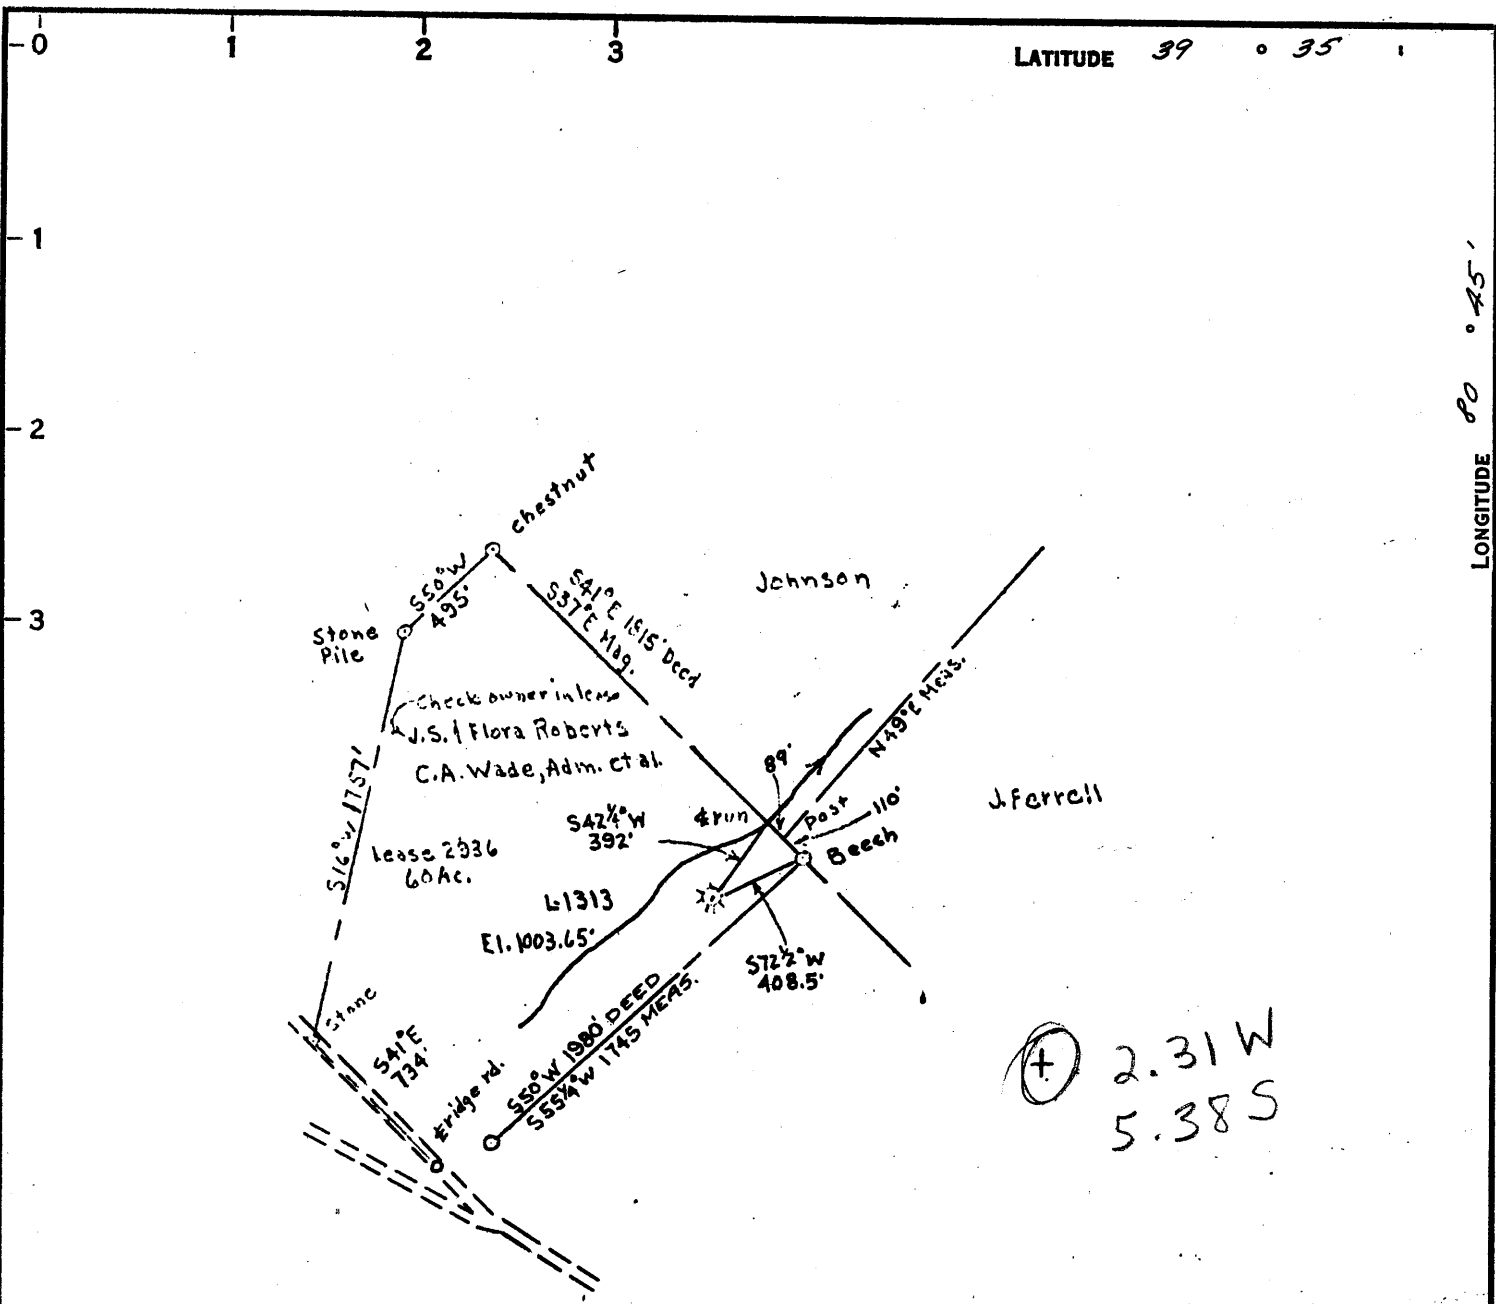 0 1 2 3
LATITUDE 39 ° 35 '
1
2
3
LONGITUDE 80 ° 45'
chestnut
S50°W
495'
Stone
Pile
S41°E 1815' Deed
S37°E Mag.
Johnson
Check owner in lease
J.S. & Flora Roberts
C.A. Wade, Adm. et al.
S16°W 1757'
Lease 2936
60 Ac.
L-1313
El. 1003.65'
S42¼°W
392'
℄ run
89'
N49°E Meas.
Post
110'
Beech
J. Ferrell
S72½°W
408.5'
Stone
S41°E
734'
℄ ridge rd.
S50°W 1980' DEED
S55¼°W 1745 MEAS.
+ 2.31 W
5.38 S